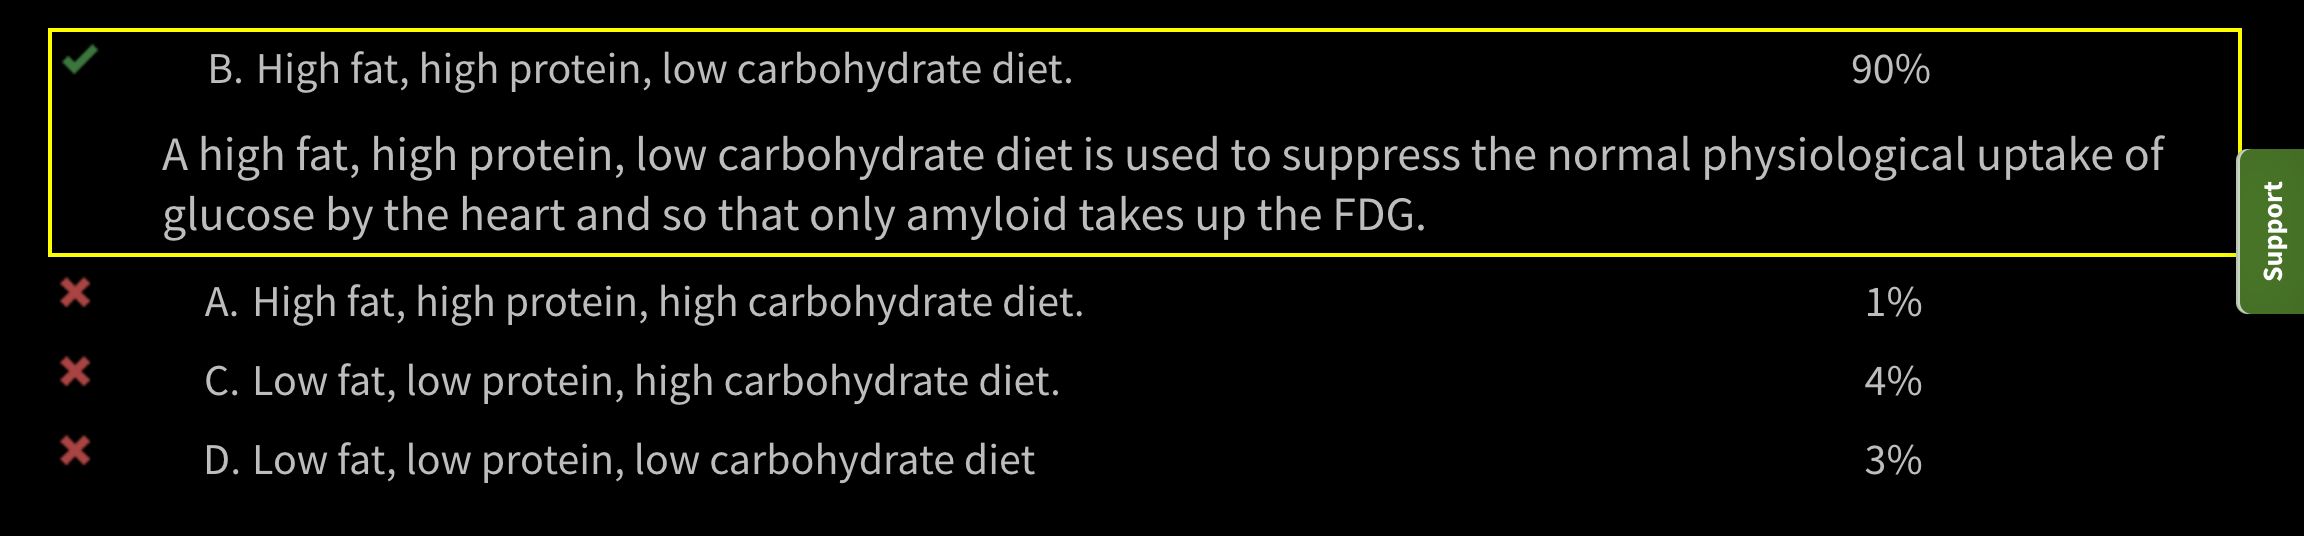 B. High fat, high protein, low carbohydrate diet. 90%
A high fat, high protein, low carbohydrate diet is used to suppress the normal physiological uptake of
glucose by the heart and so that only amyloid takes up the FDG.
Support
A. High fat, high protein, high carbohydrate diet. 1%
C. Low fat, low protein, high carbohydrate diet. 4%
D. Low fat, low protein, low carbohydrate diet 3%